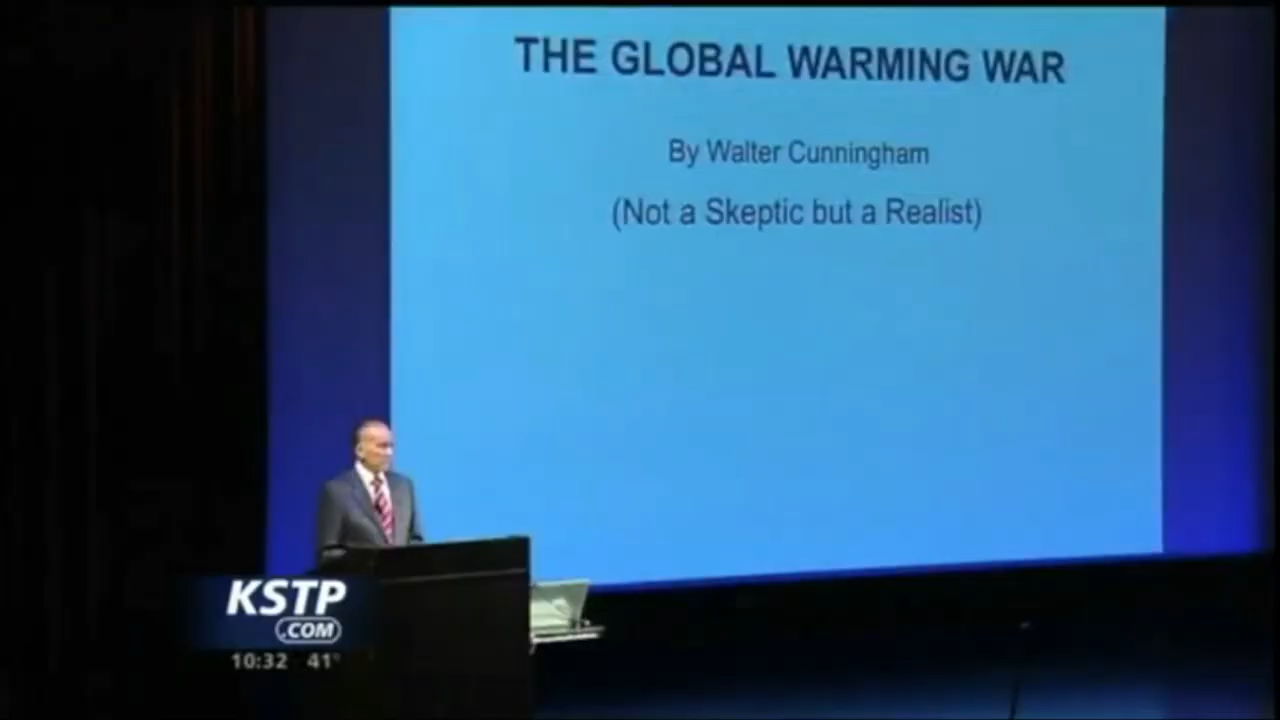 THE GLOBAL WARMING WAR
By Walter Cunningham
(Not a Skeptic but a Realist)
KSTP
.COM
10:32 41°